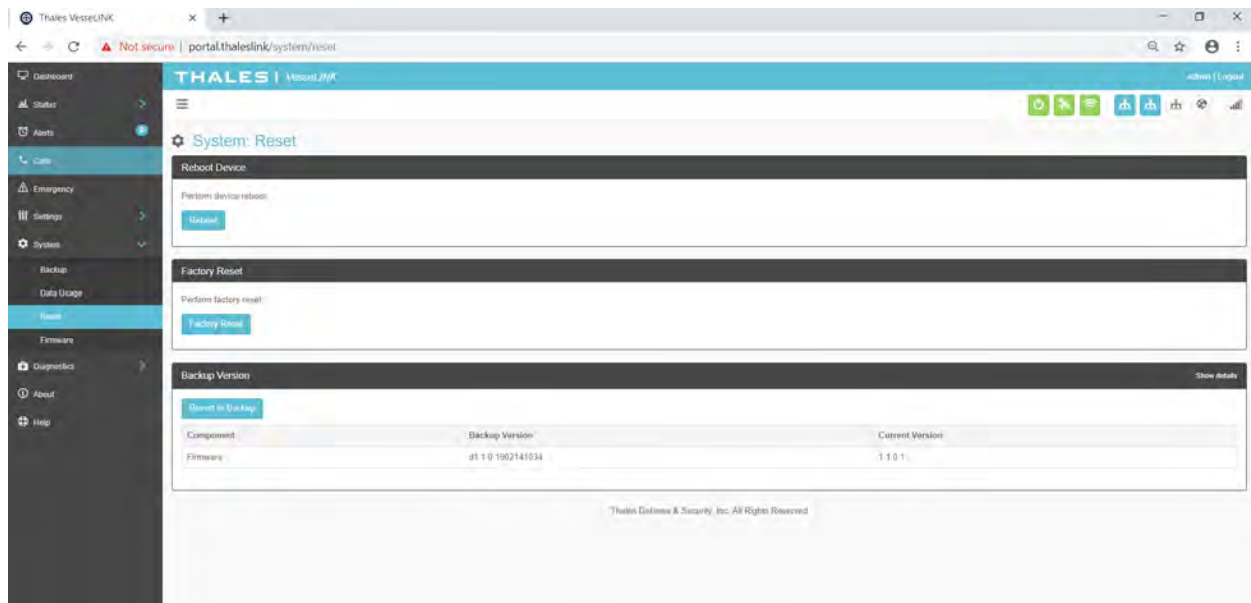 Thales VesseLINK
Not secure | portal.thaleslink/system/reset
Dashboard
Status
Alerts
Calls
Emergency
Settings
System
Backup
Data Usage
Reset
Firmware
Diagnostics
About
Help
THALES | VesseLINK
admin | Logout
System: Reset
Reboot Device
Perform device reboot:
Reboot
Factory Reset
Perform factory reset:
Factory Reset
Backup Version Show details
Revert to Backup
Component Backup Version Current Version
Firmware d1.1.0.1902141034 1.1.0.1
Thales Defense & Security, Inc. All Rights Reserved